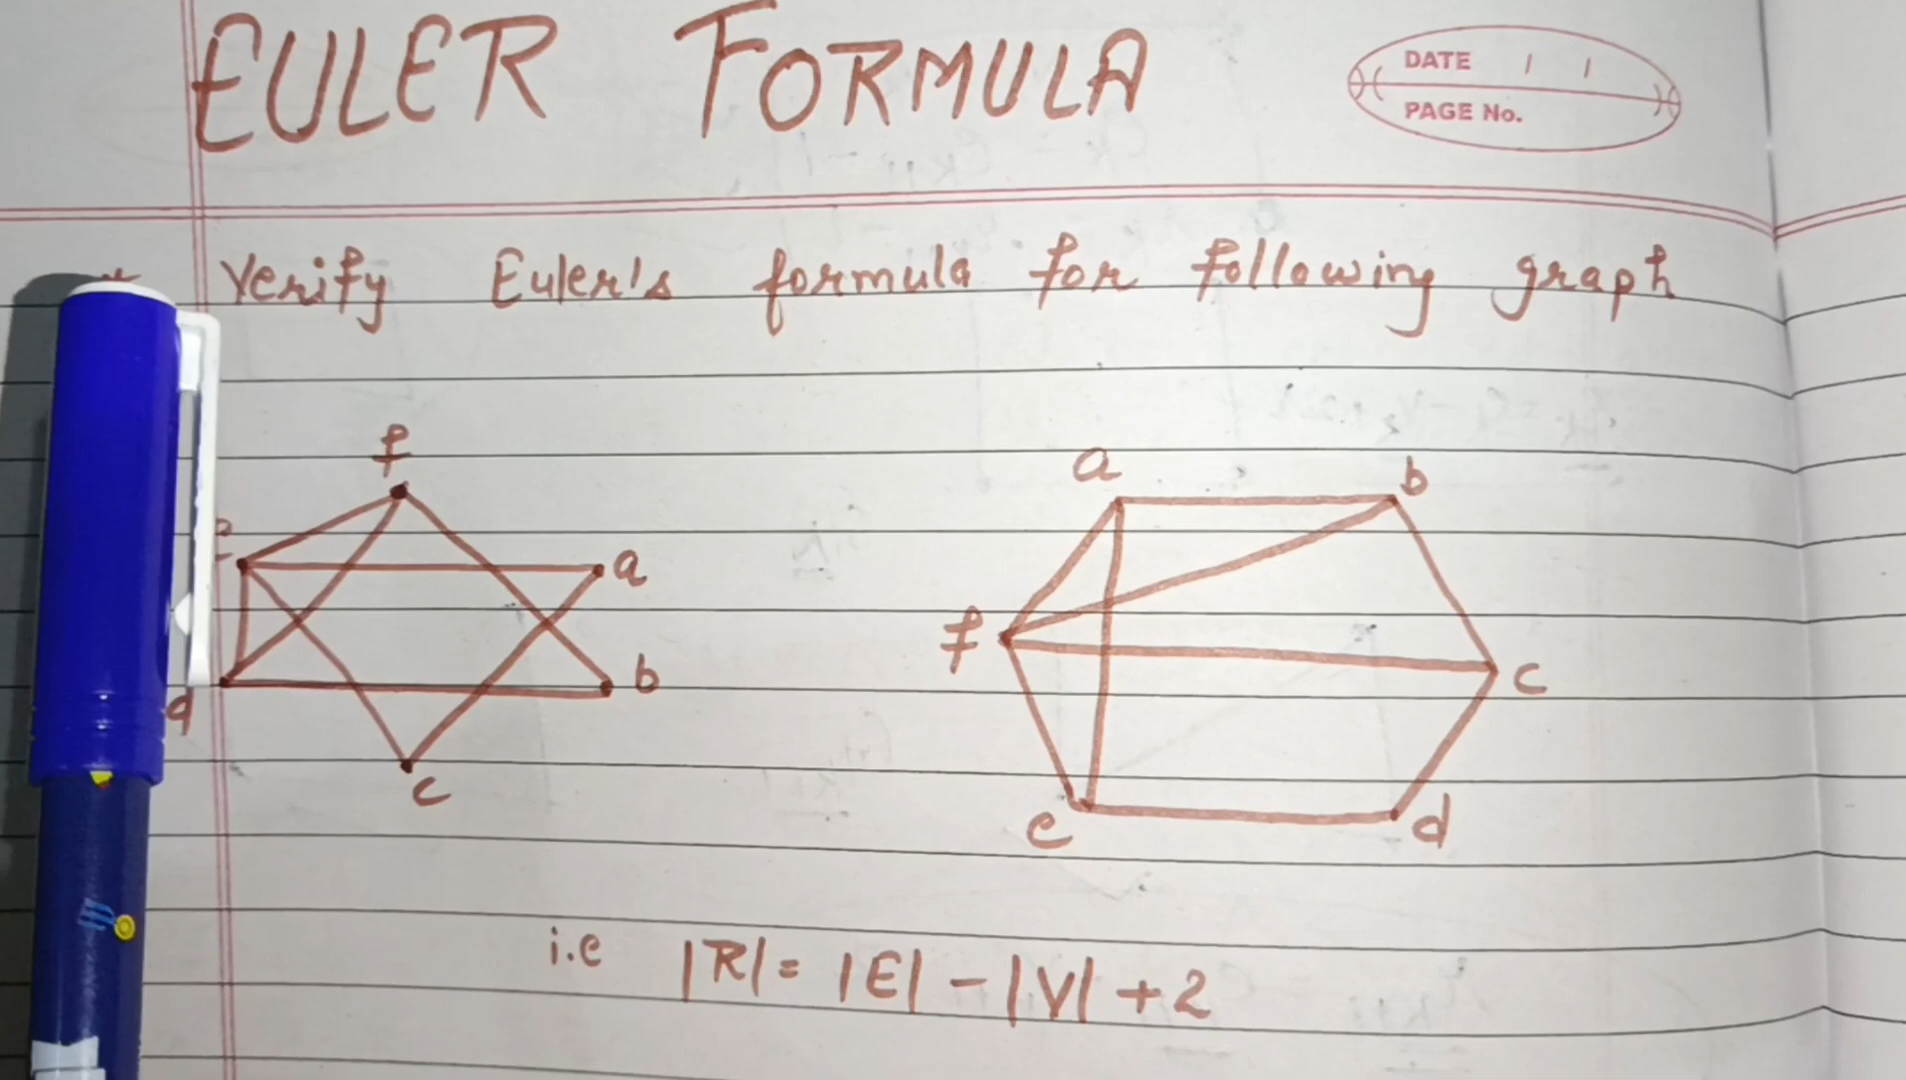 EULER FORMULA
DATE / /
PAGE No.
Verify Euler's formula for following graph
f
e
a
b
d
c
a
b
f
c
e
d
i.e |R| = |E| - |V| + 2